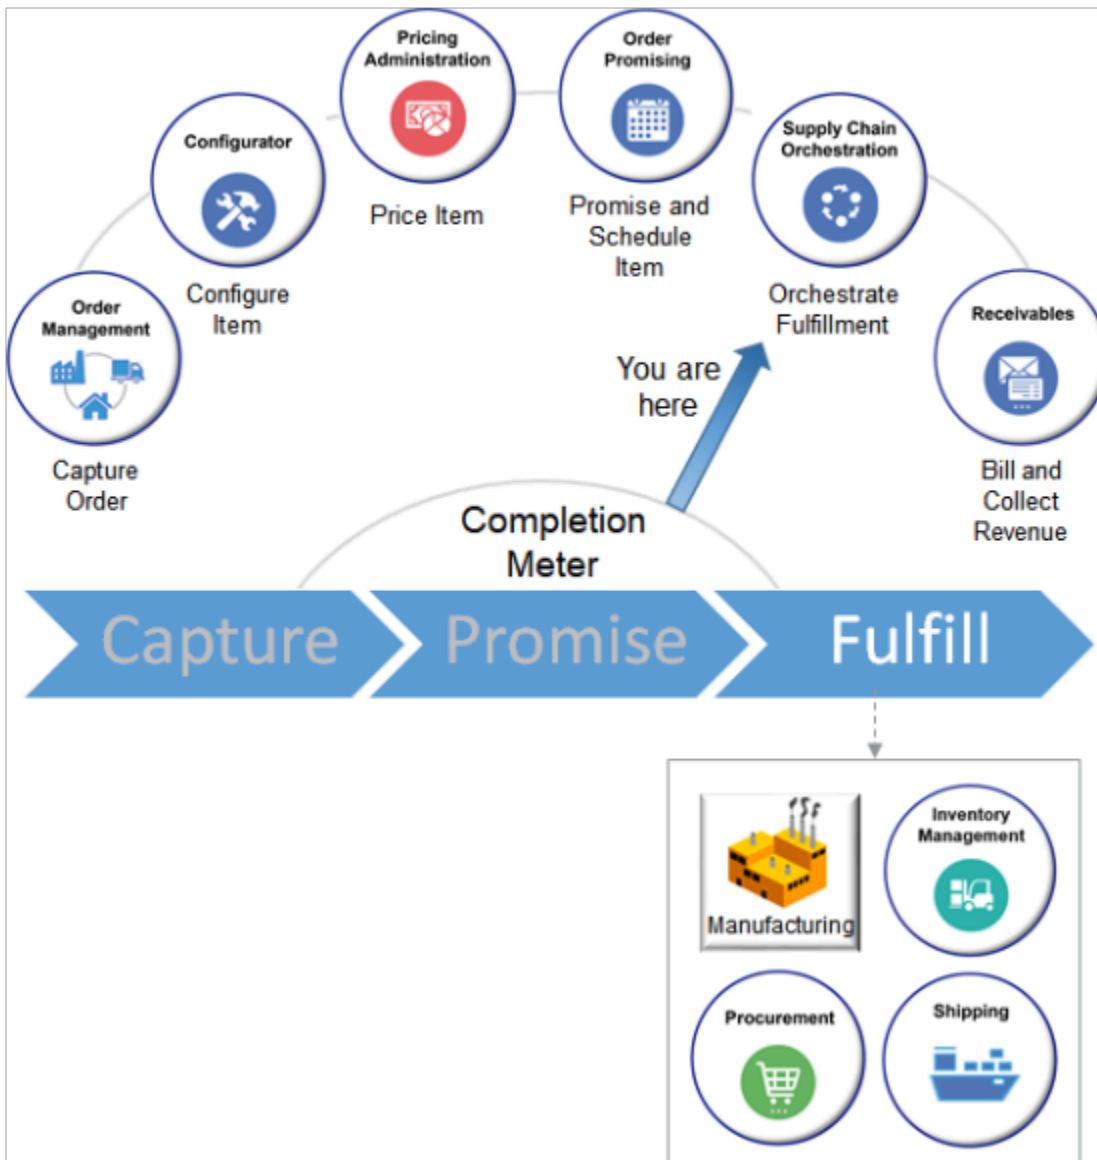 Pricing
Administration
Order
Promising
Configurator
Supply Chain
Orchestration
Price Item
Promise and
Schedule
Item
Order
Management
Configure
Item
Orchestrate
Fulfillment
Receivables
You are
here
Capture
Order
Bill and
Collect
Revenue
Completion
Meter
Capture
Promise
Fulfill
Manufacturing
Inventory
Management
Procurement
Shipping